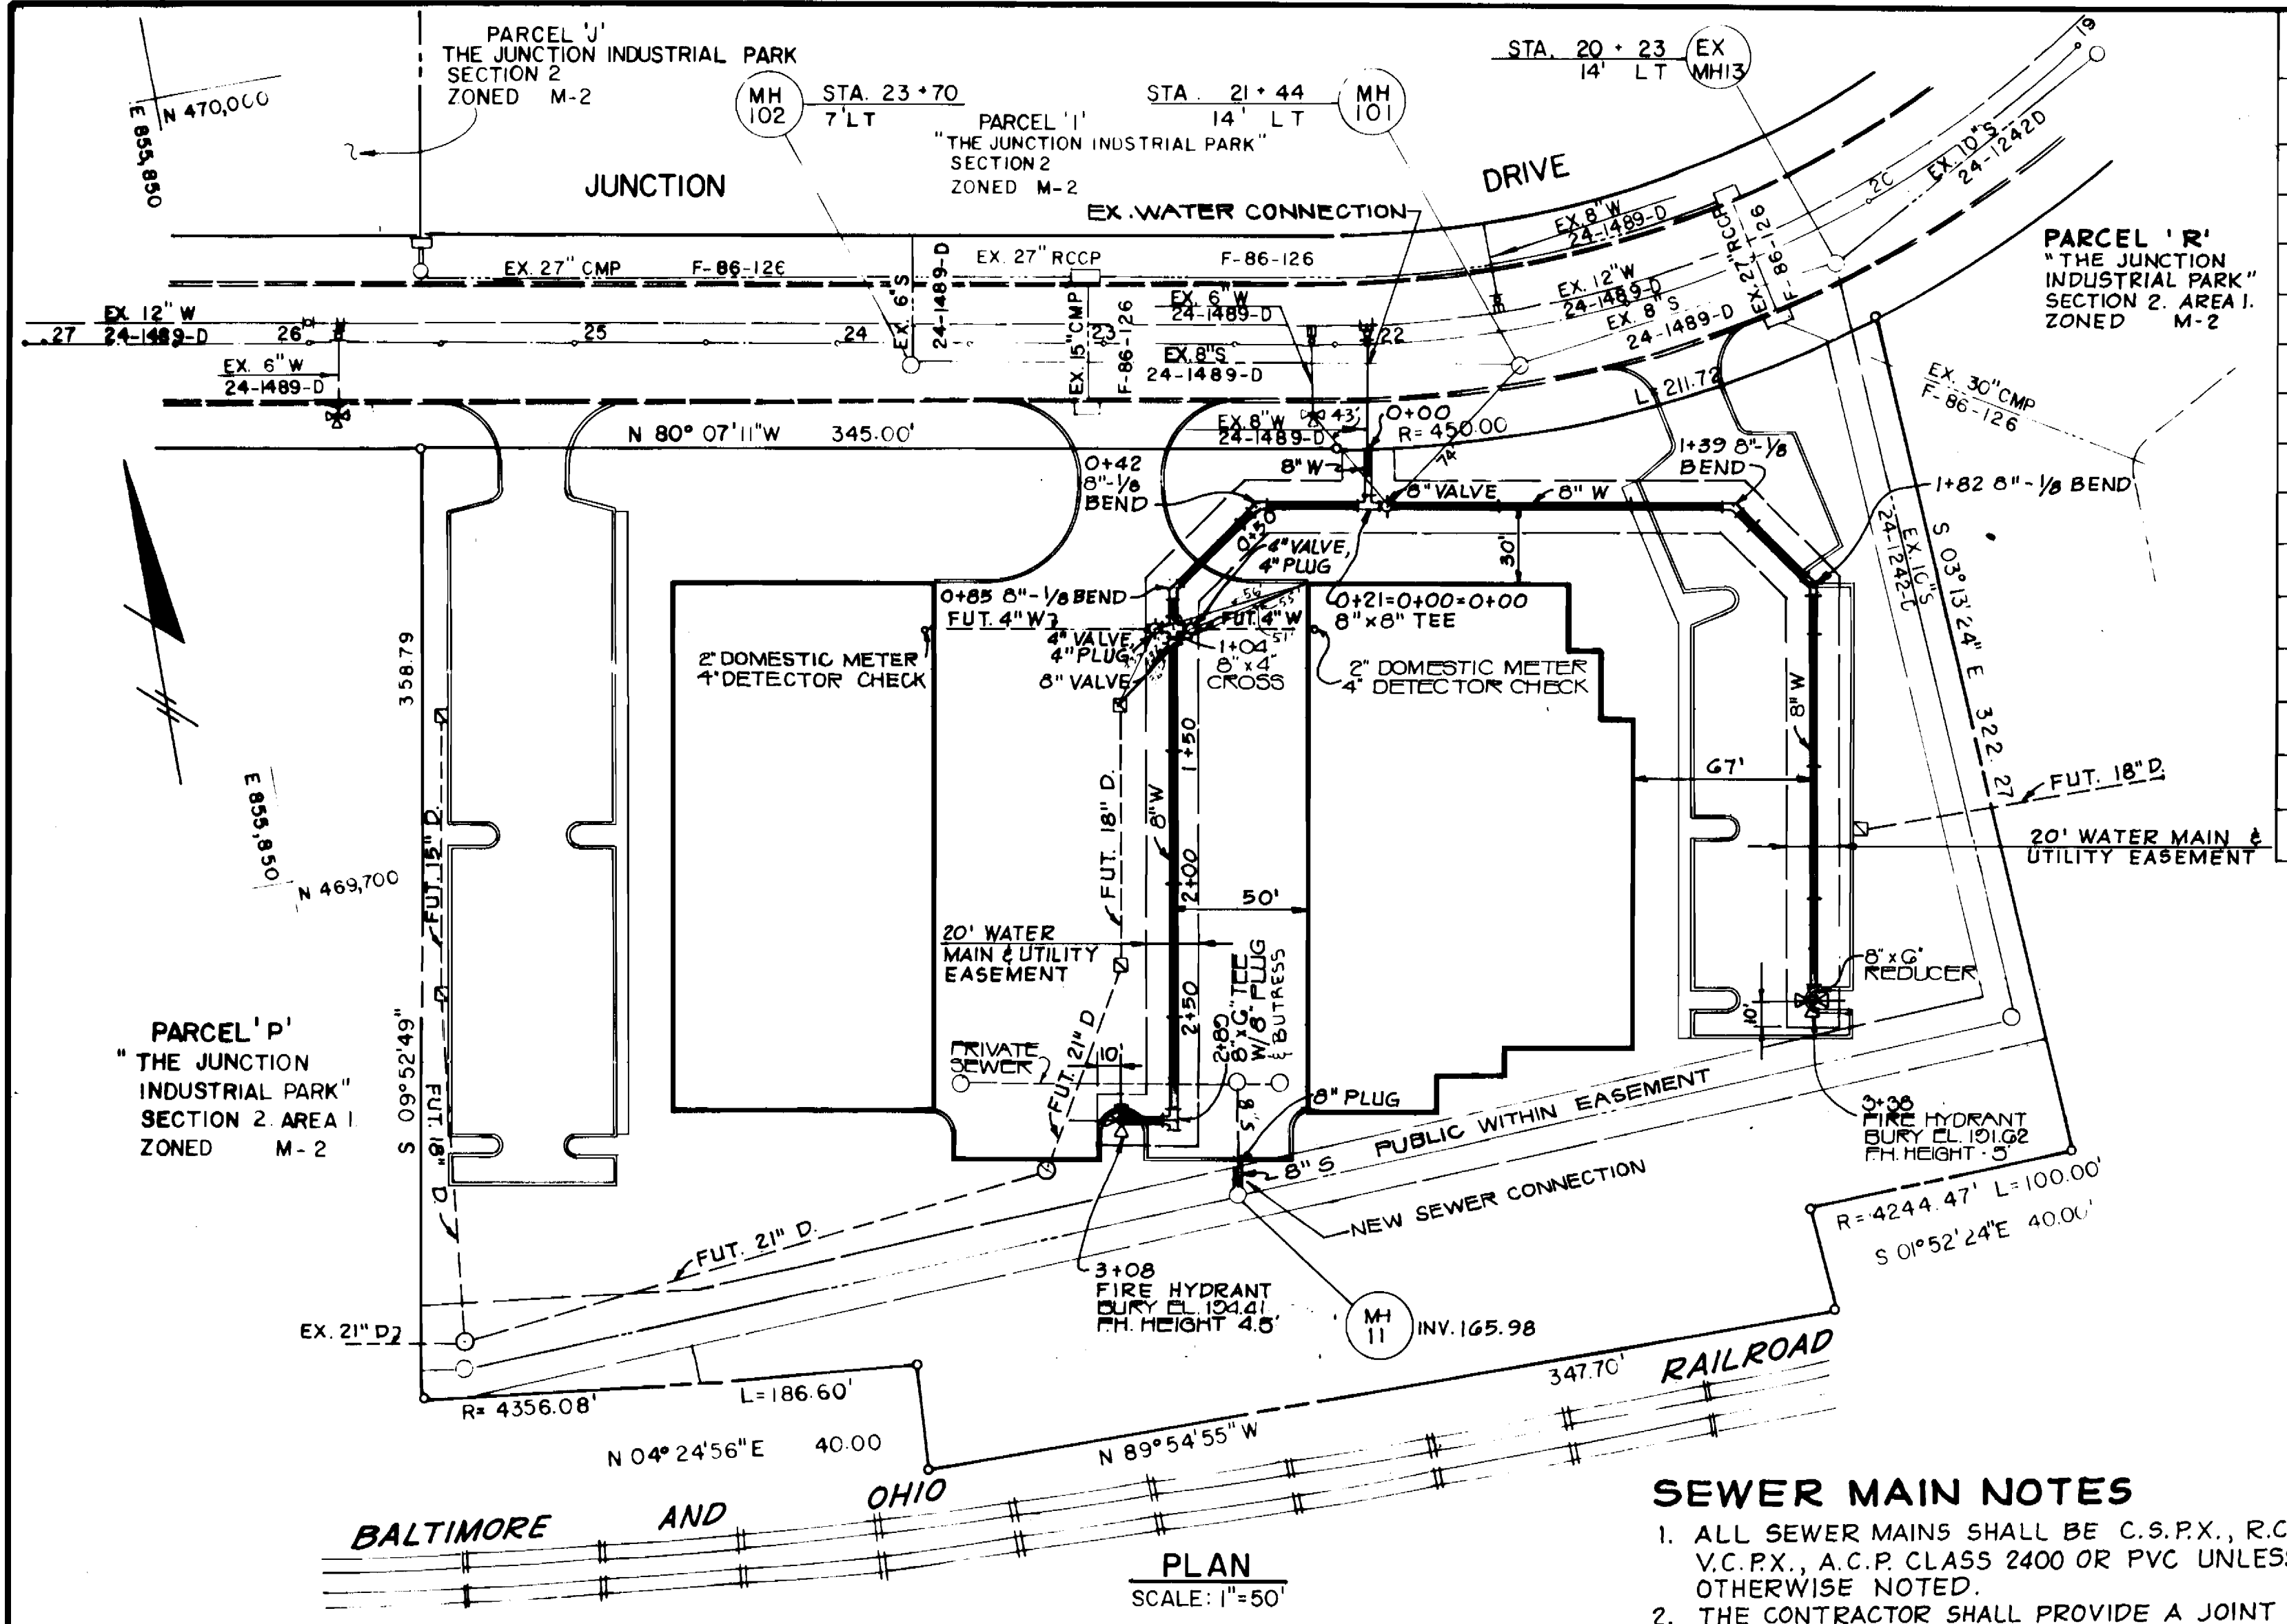 PARCEL 'J'
THE JUNCTION INDUSTRIAL PARK
SECTION 2
ZONED M-2
N 470,000
E 855,850
MH
102
STA. 23+70
7' LT
PARCEL 'I'
"THE JUNCTION INDSTRIAL PARK"
SECTION 2
ZONED M-2
STA. 21+44
14' LT
MH
101
STA. 20+23
14' LT
EX
MH13
19
EX. 10" S
24-1242D
JUNCTION
DRIVE
EX. WATER CONNECTION
EX. 8" W
24-1489-D
EX. 27" RCCP
F-86-126
PARCEL 'R'
"THE JUNCTION
INDUSTRIAL PARK"
SECTION 2. AREA 1.
ZONED M-2
EX. 27" CMP
F-86-126
EX. 6" S
24-1489-D
EX. 27" RCCP
F-86-126
EX. 15" CMP
F-86-126
EX. 6" W
24-1489-D
EX. 12" W
24-1489-D
EX. 8" S
24-1489-D
EX. 12" W
24-1489-D
27
26
25
24
23
22
EX. 6" W
24-1489-D
EX. 8" S
24-1489-D
L=211.72
EX. 30" CMP
F-86-126
N 80° 07' 11" W 345.00'
EX. 8" W
24-1489-D
43'
0+00
R=450.00
74
8" W
0+42
8"-1/8
BEND
8" VALVE
8" W
1+39 8"-1/8
BEND
1+82 8"-1/8 BEND
0+50
4" VALVE,
4" PLUG
30'
0+85 8"-1/8 BEND
FUT. 4" W
4" VALVE,
4" PLUG
8" VALVE
56
55'
51'
FUT. 4" W
1+04
8" x 4"
CROSS
0+21=0+00=0+00
8" x 8" TEE
2" DOMESTIC METER
4" DETECTOR CHECK
2" DOMESTIC METER
4" DETECTOR CHECK
EX. 10" S
24-1242-D
S 03° 13' 24" E 322.27
358.79
S 09° 52' 49"
E 855,850
N 469,700
FUT. 15" D.
FUT. 18" D
FUT. 18" D.
8" W
1+50
2+00
2+50
50'
67'
8" W
FUT. 18" D.
20' WATER MAIN &
UTILITY EASEMENT
20' WATER
MAIN & UTILITY
EASEMENT
2+89
8" x 6" TEE
W/ 8" PLUG
& BUTRESS
8" x 6"
REDUCER
10'
PARCEL 'P'
"THE JUNCTION
INDUSTRIAL PARK"
SECTION 2. AREA 1.
ZONED M-2
PRIVATE
SEWER
10'
FUT. 21" D
8" S
8" PLUG
8" S PUBLIC WITHIN EASEMENT
NEW SEWER CONNECTION
3+38
FIRE HYDRANT
BURY EL. 191.62
F.H. HEIGHT - 5'
R=4244.47' L=100.00'
S 01° 52' 24" E 40.00'
FUT. 21" D.
3+08
FIRE HYDRANT
BURY EL. 194.41
F.H. HEIGHT 4.5'
MH
11
INV. 165.98
EX. 21" D
R= 4356.08'
L=186.60'
N 04° 24' 56" E 40.00
N 89° 54' 55" W
347.70'
BALTIMORE AND OHIO RAILROAD
PLAN
SCALE: 1"=50'
SEWER MAIN NOTES
1. ALL SEWER MAINS SHALL BE C.S.P.X., R.C
V.C.P.X., A.C.P. CLASS 2400 OR PVC UNLESS
OTHERWISE NOTED.
2. THE CONTRACTOR SHALL PROVIDE A JOINT